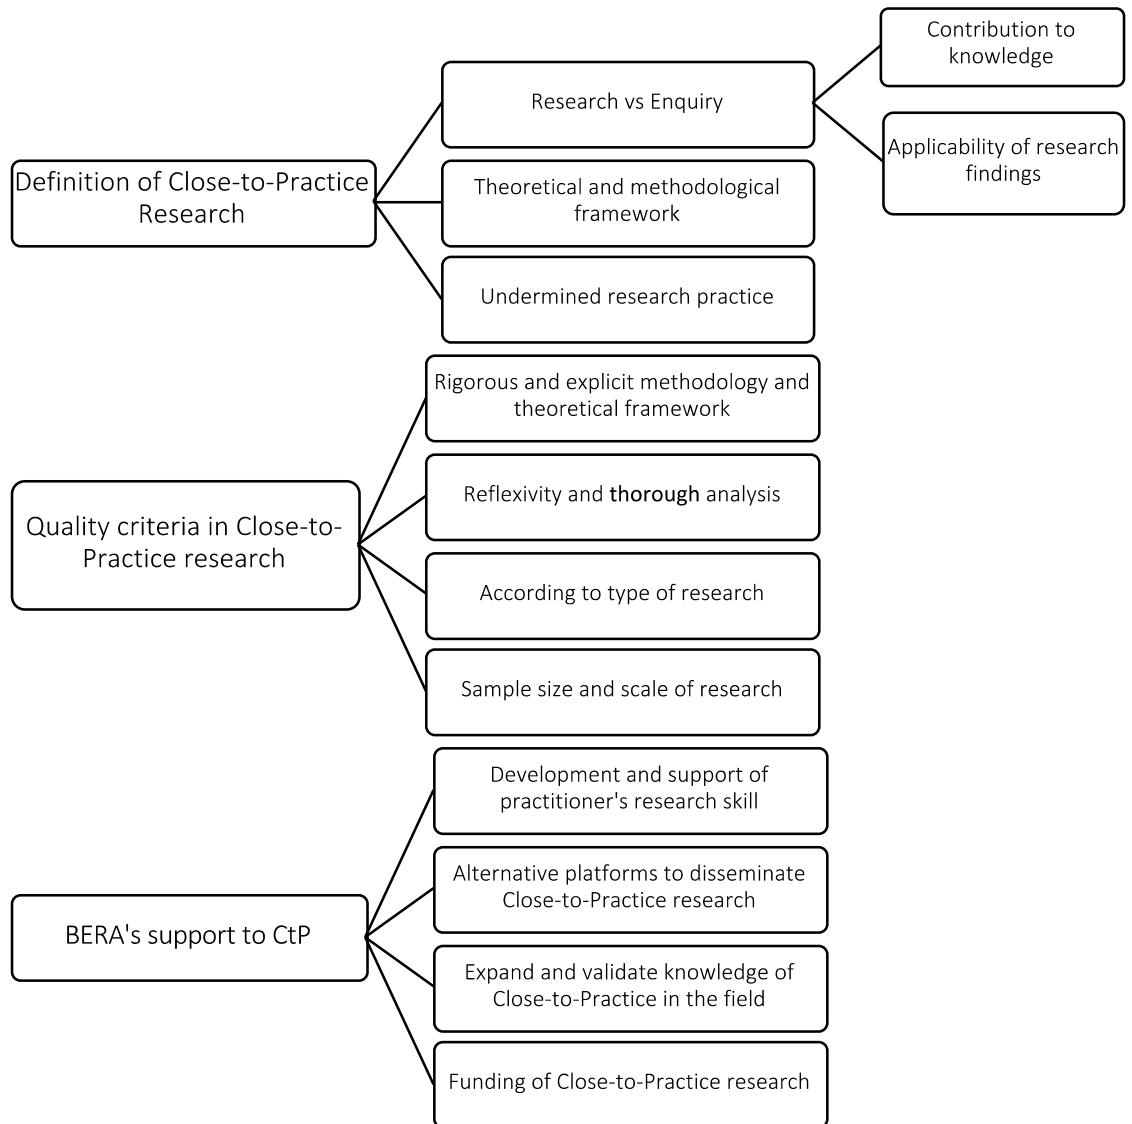 Definition of Close-to-Practice
Research
Research vs Enquiry
Contribution to
knowledge
Applicability of research
findings
Theoretical and methodological
framework
Undermined research practice
Quality criteria in Close-to-
Practice research
Rigorous and explicit methodology and
theoretical framework
Reflexivity and thorough analysis
According to type of research
Sample size and scale of research
BERA's support to CtP
Development and support of
practitioner's research skill
Alternative platforms to disseminate
Close-to-Practice research
Expand and validate knowledge of
Close-to-Practice in the field
Funding of Close-to-Practice research